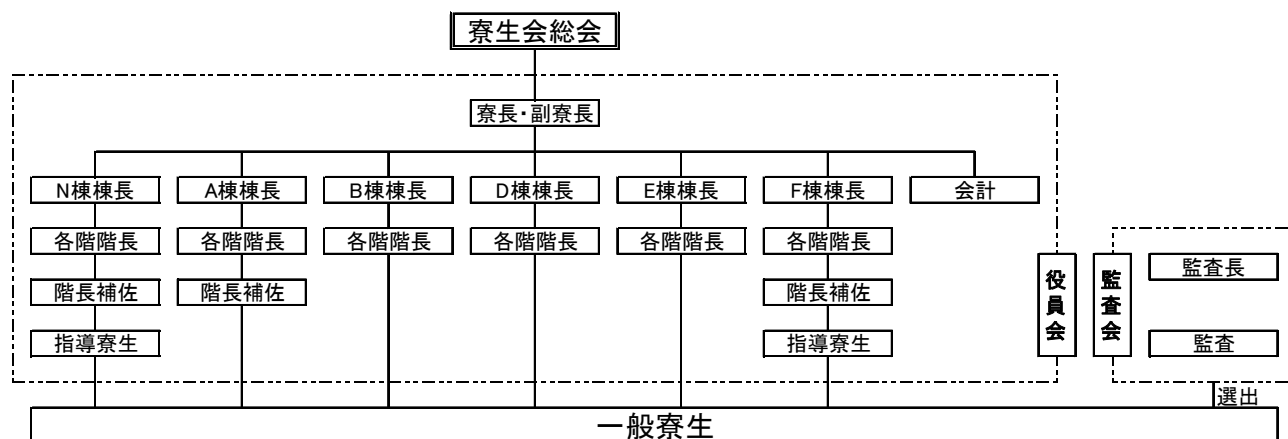 寮生会総会
寮長・副寮長
N棟棟長 A棟棟長 B棟棟長 D棟棟長 E棟棟長 F棟棟長 会計
各階階長 各階階長 各階階長 各階階長 各階階長 各階階長
階長補佐 階長補佐 階長補佐
指導寮生 指導寮生
役員会
監査会
監査長
監査
選出
一般寮生